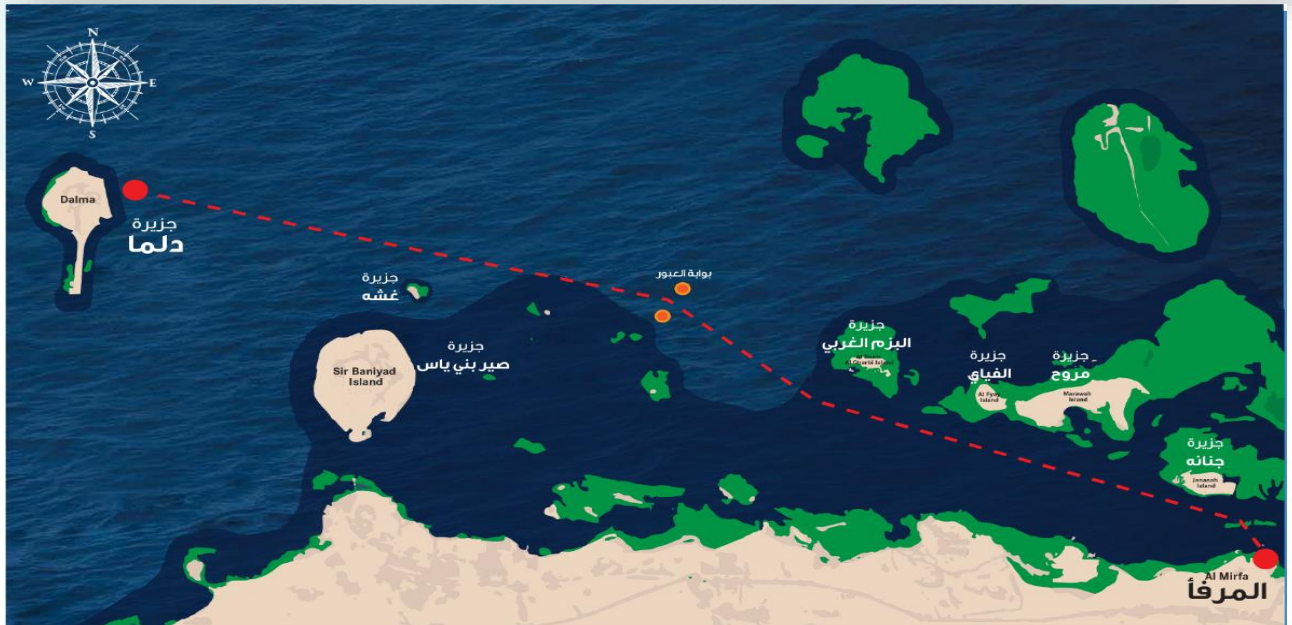 N
W
E
S
Dalma
جزيرة
دلما
جزيرة
غشه
بوابة العبور
جزيرة
صير بني ياس
Sir Baniyad
Island
جزيرة
البزم الغربي
جزيرة
الفياي
Al Fyay
Island
جزيرة
مروح
Marawah
Island
جزيرة
جنانه
Jananah
Island
Al Mirfa
المرفأ